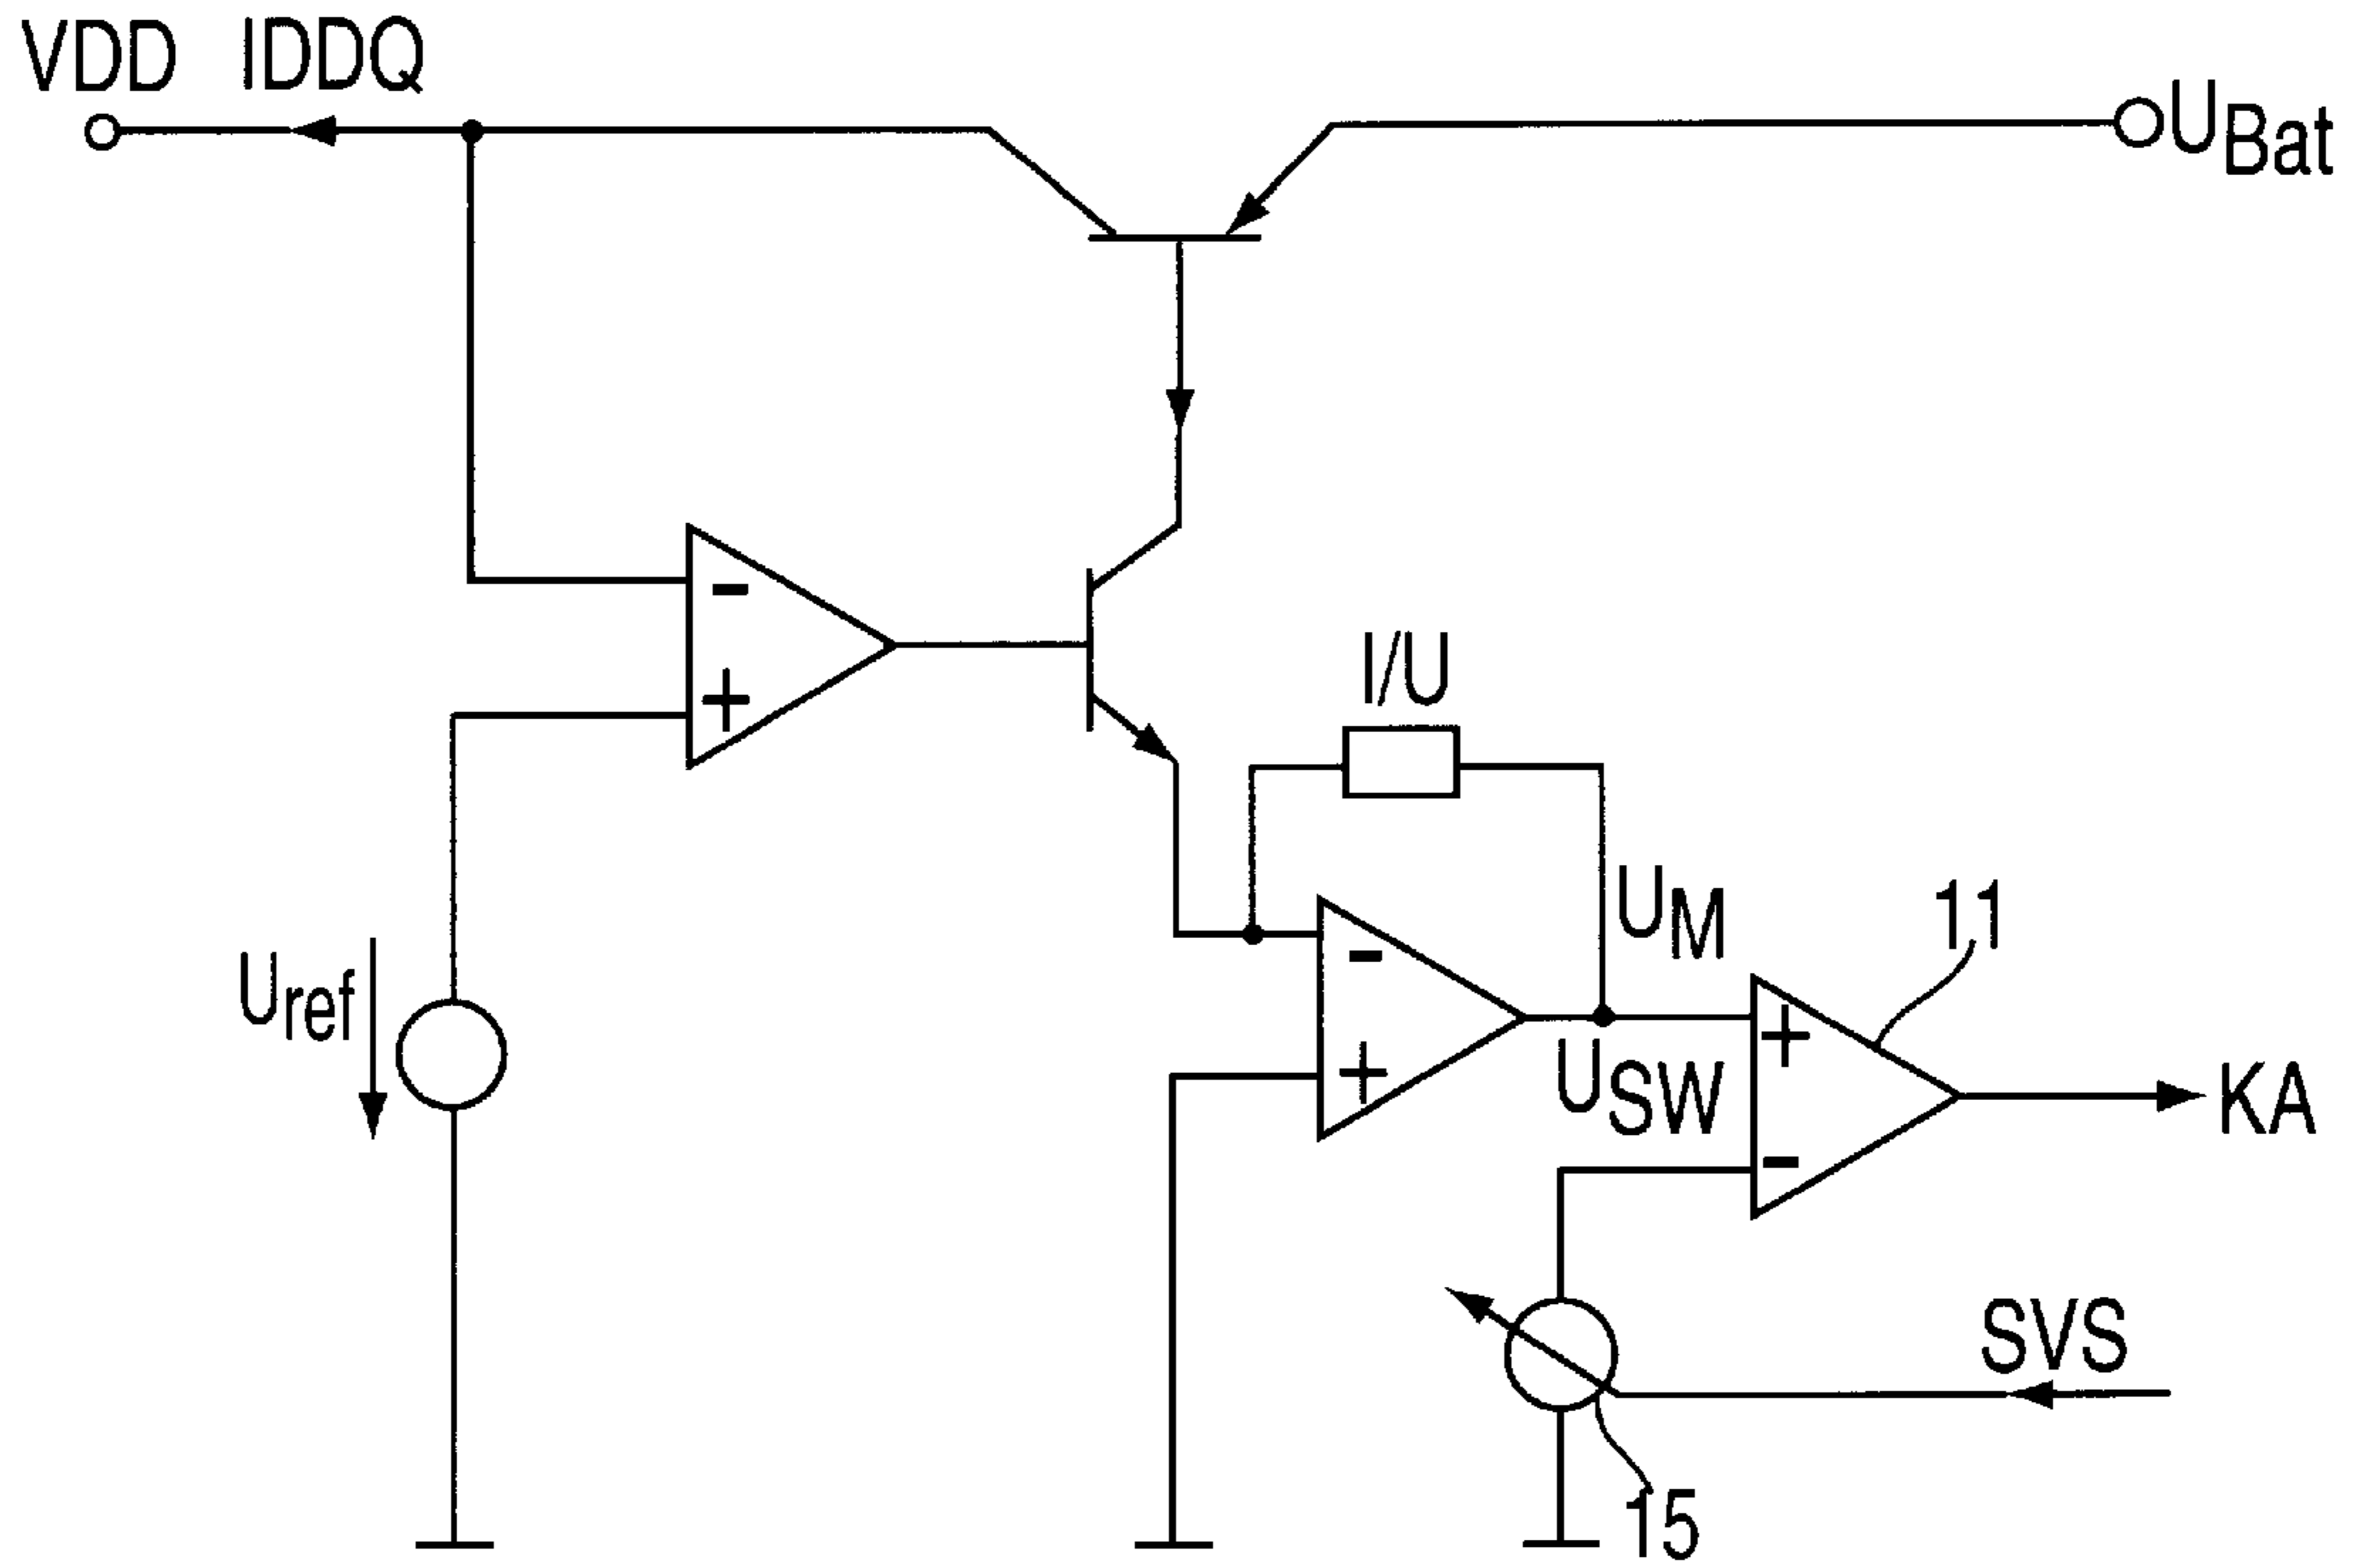 VDD IDDQ
UBat
-
+
I/U
Uref
UM
11
-
+
USW
+
-
KA
SVS
15